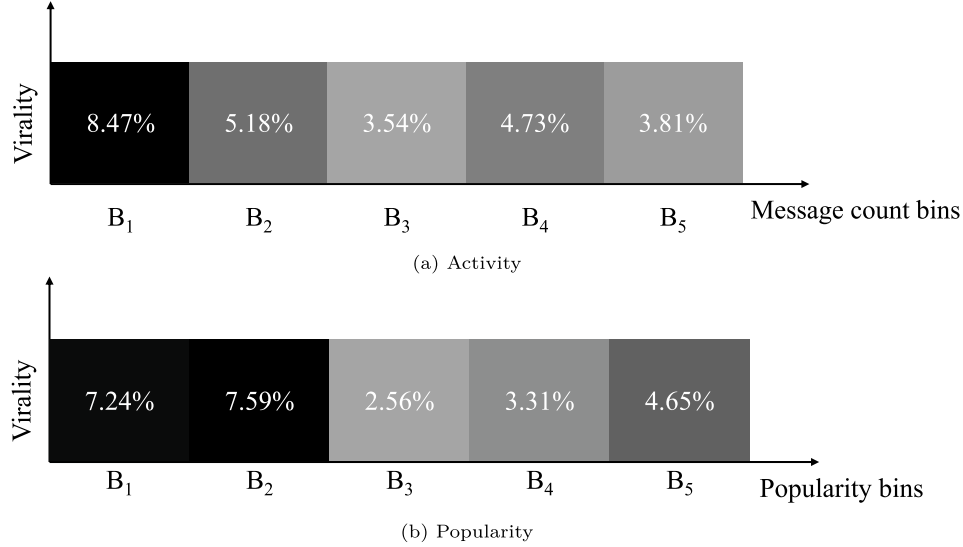 Virality
8.47% 5.18% 3.54% 4.73% 3.81%
B₁ B₂ B₃ B₄ B₅
Message count bins
(a) Activity
Virality
7.24% 7.59% 2.56% 3.31% 4.65%
B₁ B₂ B₃ B₄ B₅
Popularity bins
(b) Popularity